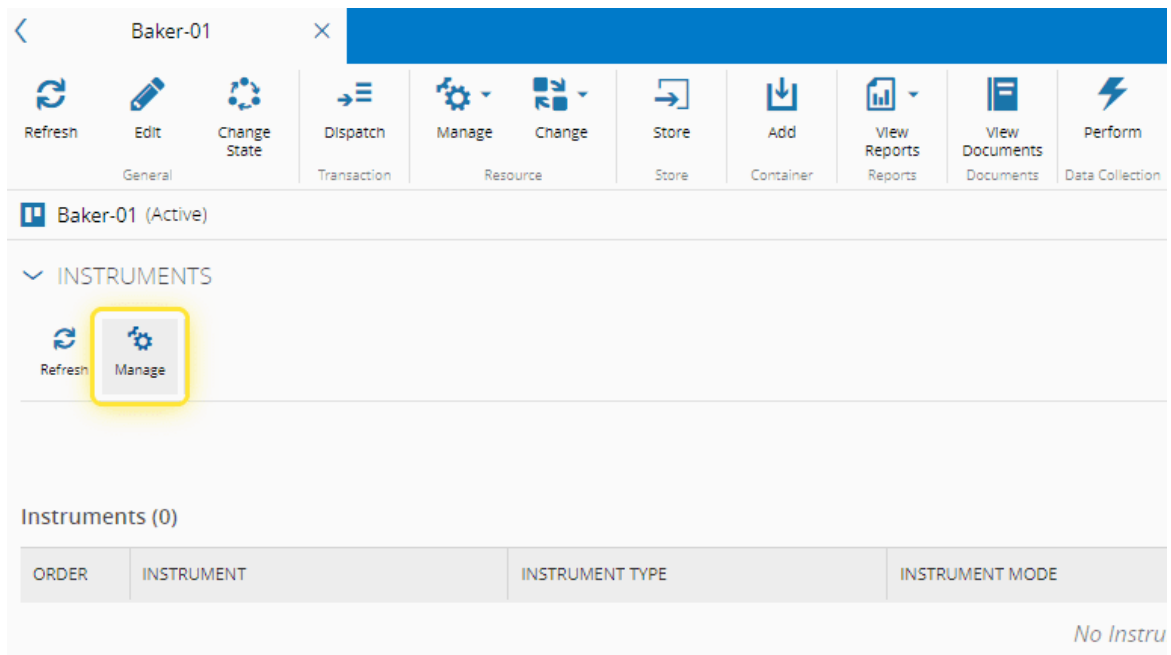 Baker-01
Refresh
Edit
Change State
Dispatch
Manage
Change
Store
Add
View Reports
View Documents
Perform
General
Transaction
Resource
Store
Container
Reports
Documents
Data Collection
Baker-01 (Active)
INSTRUMENTS
Refresh
Manage
Instruments (0)
ORDER
INSTRUMENT
INSTRUMENT TYPE
INSTRUMENT MODE
No Instru